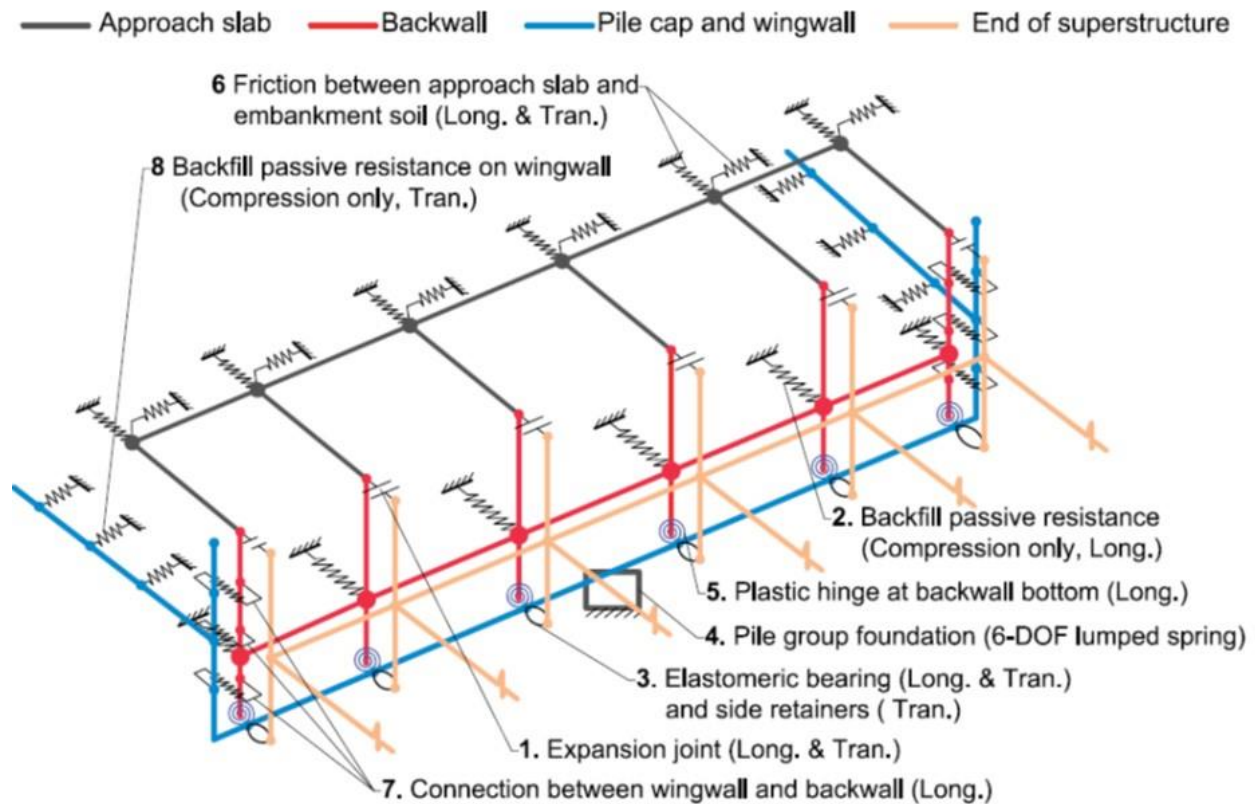 Approach slab Backwall Pile cap and wingwall End of superstructure
6 Friction between approach slab and
embankment soil (Long. & Tran.)
8 Backfill passive resistance on wingwall
(Compression only, Tran.)
2. Backfill passive resistance
(Compression only, Long.)
5. Plastic hinge at backwall bottom (Long.)
4. Pile group foundation (6-DOF lumped spring)
3. Elastomeric bearing (Long. & Tran.)
and side retainers ( Tran.)
1. Expansion joint (Long. & Tran.)
7. Connection between wingwall and backwall (Long.)